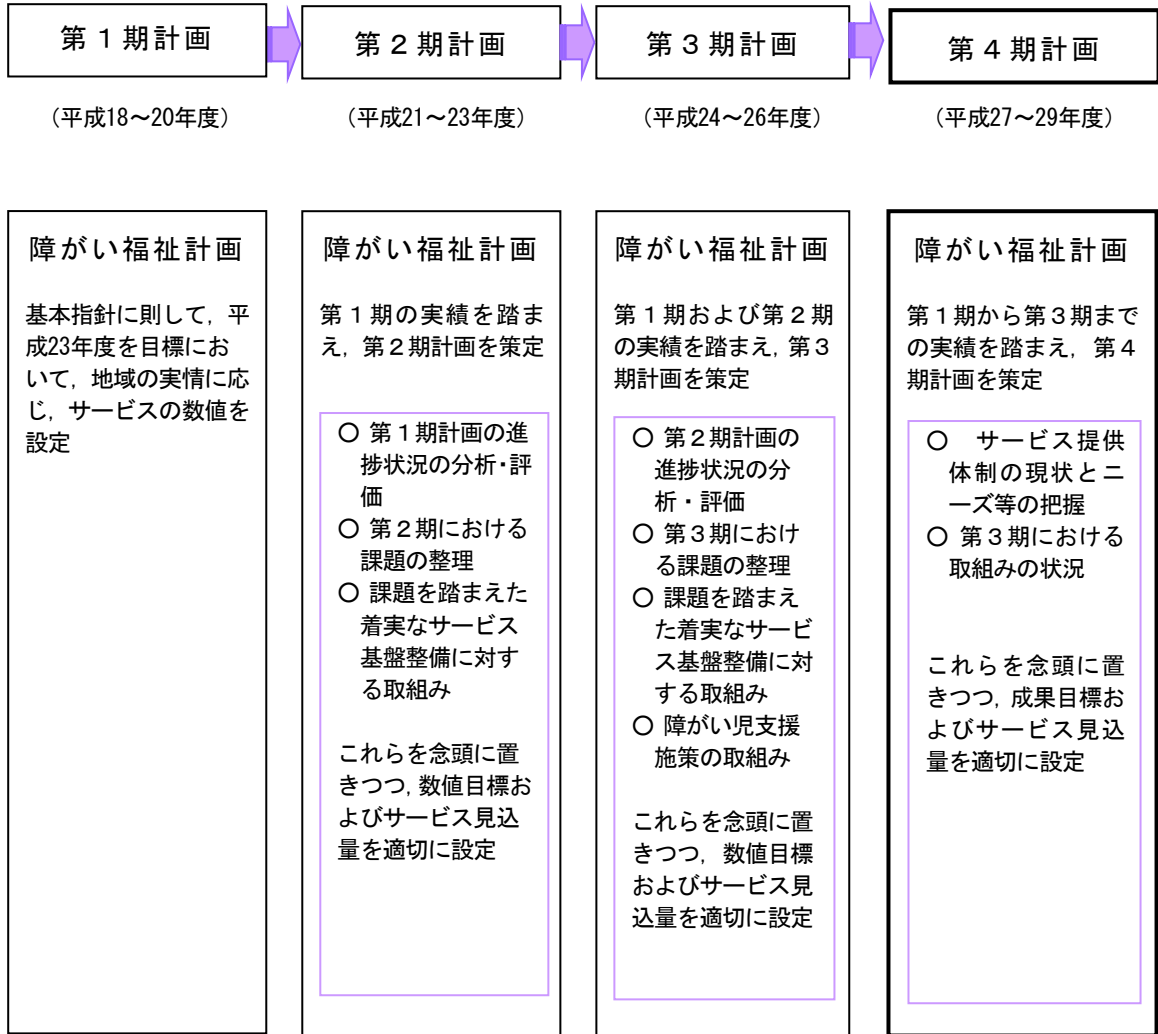 第１期計画
第２期計画
第３期計画
第４期計画
（平成18～20年度）
（平成21～23年度）
（平成24～26年度）
（平成27～29年度）
障がい福祉計画
基本指針に則して，平
成23年度を目標にお
いて，地域の実情に応
じ，サービスの数値を
設定
障がい福祉計画
第１期の実績を踏ま
え，第２期計画を策定
○ 第１期計画の進
捗状況の分析・評
価
○ 第２期における
課題の整理
○ 課題を踏まえた
着実なサービス
基盤整備に対す
る取組み
これらを念頭に置
きつつ，数値目標お
よびサービス見込
量を適切に設定
障がい福祉計画
第１期および第２期
の実績を踏まえ，第３
期計画を策定
○ 第２期計画の
進捗状況の分
析・評価
○ 第３期におけ
る課題の整理
○ 課題を踏まえ
た着実なサービ
ス基盤整備に対
する取組み
○ 障がい児支援
施策の取組み
これらを念頭に置
きつつ，数値目標
およびサービス見
込量を適切に設定
障がい福祉計画
第１期から第３期まで
の実績を踏まえ，第４
期計画を策定
○　サービス提供
体制の現状とニ
ーズ等の把握
○ 第３期における
取組みの状況
これらを念頭に置
きつつ，成果目標お
よびサービス見込
量を適切に設定